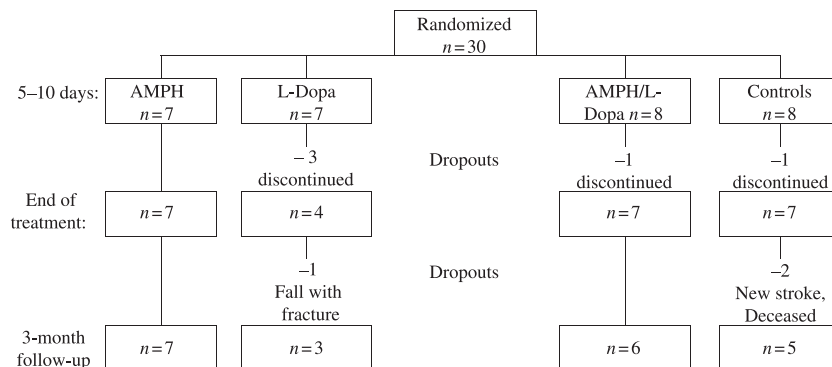 Randomized
n=30
5–10 days:
AMPH
n=7
L-Dopa
n=7
AMPH/L-
Dopa n=8
Controls
n=8
– 3
discontinued
Dropouts
–1
discontinued
–1
discontinued
End of
treatment:
n=7
n=4
n=7
n=7
–1
Fall with
fracture
Dropouts
–2
New stroke,
Deceased
3-month
follow-up
n=7
n=3
n=6
n=5